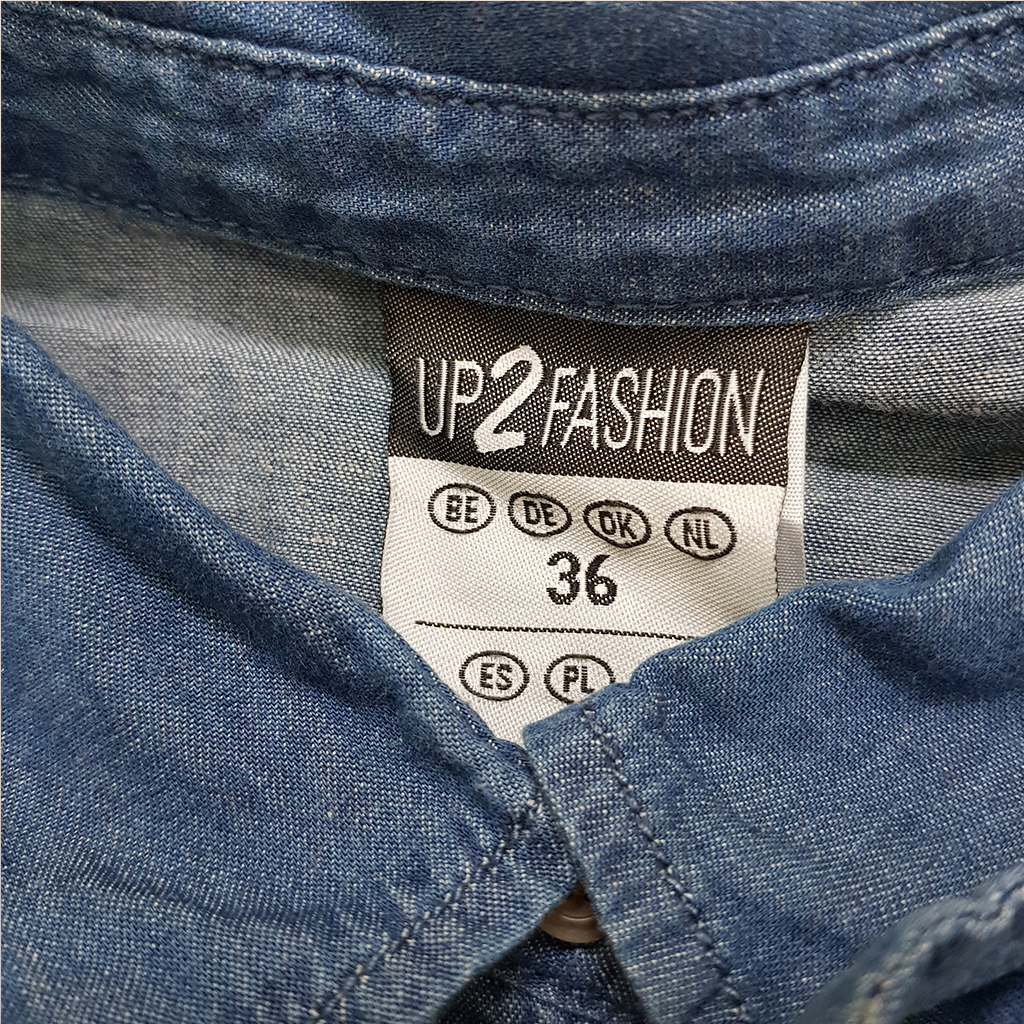 UP2FASHION
BE DE DK NL
36
ES PL